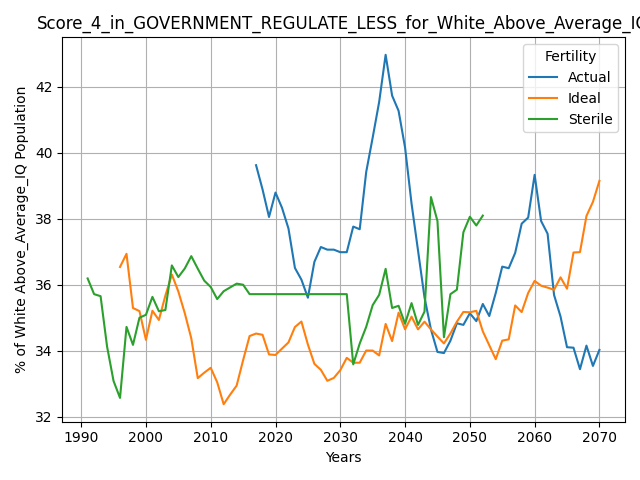 Score_4_in_GOVERNMENT_REGULATE_LESS_for_White_Above_Average_IQ
Fertility
Actual
Ideal
Sterile
% of White Above_Average_IQ Population
42
40
38
36
34
32
1990 2000 2010 2020 2030 2040 2050 2060 2070
Years